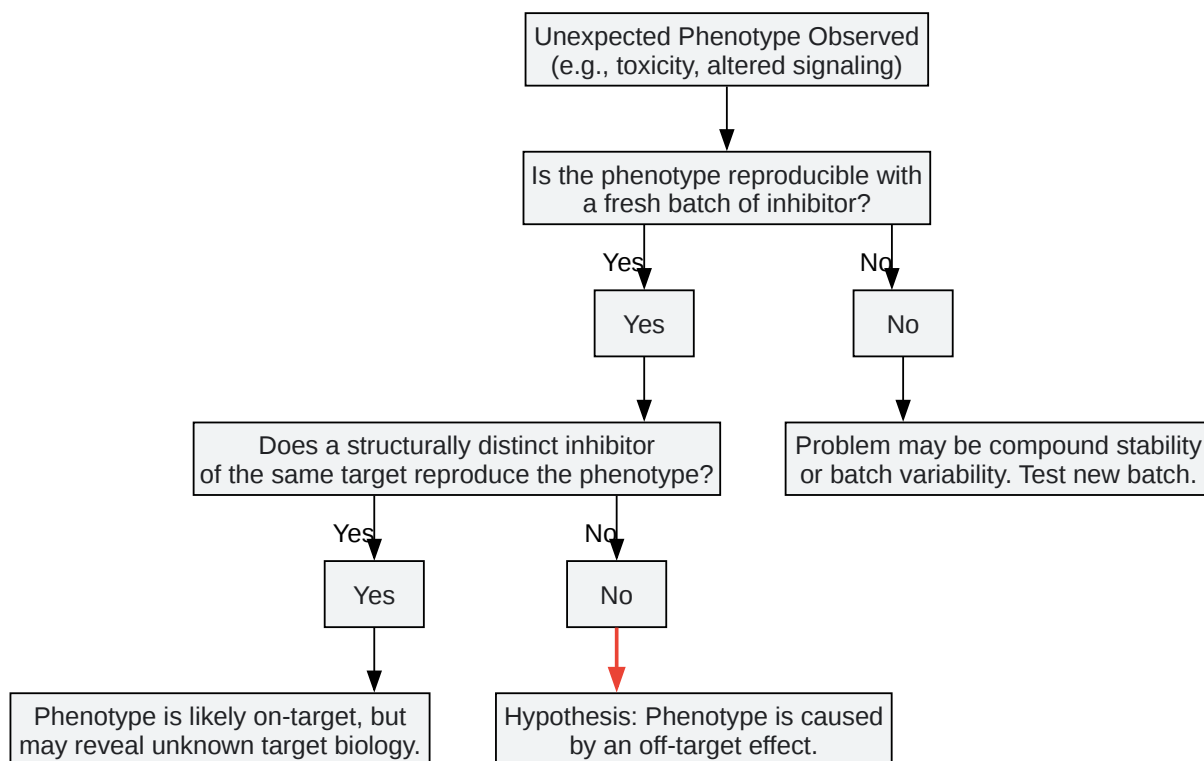 Unexpected Phenotype Observed
(e.g., toxicity, altered signaling)
Is the phenotype reproducible with
a fresh batch of inhibitor?
Yes
No
Yes
No
Does a structurally distinct inhibitor
of the same target reproduce the phenotype?
Problem may be compound stability
or batch variability. Test new batch.
Yes
No
Yes
No
Phenotype is likely on-target, but
may reveal unknown target biology.
Hypothesis: Phenotype is caused
by an off-target effect.